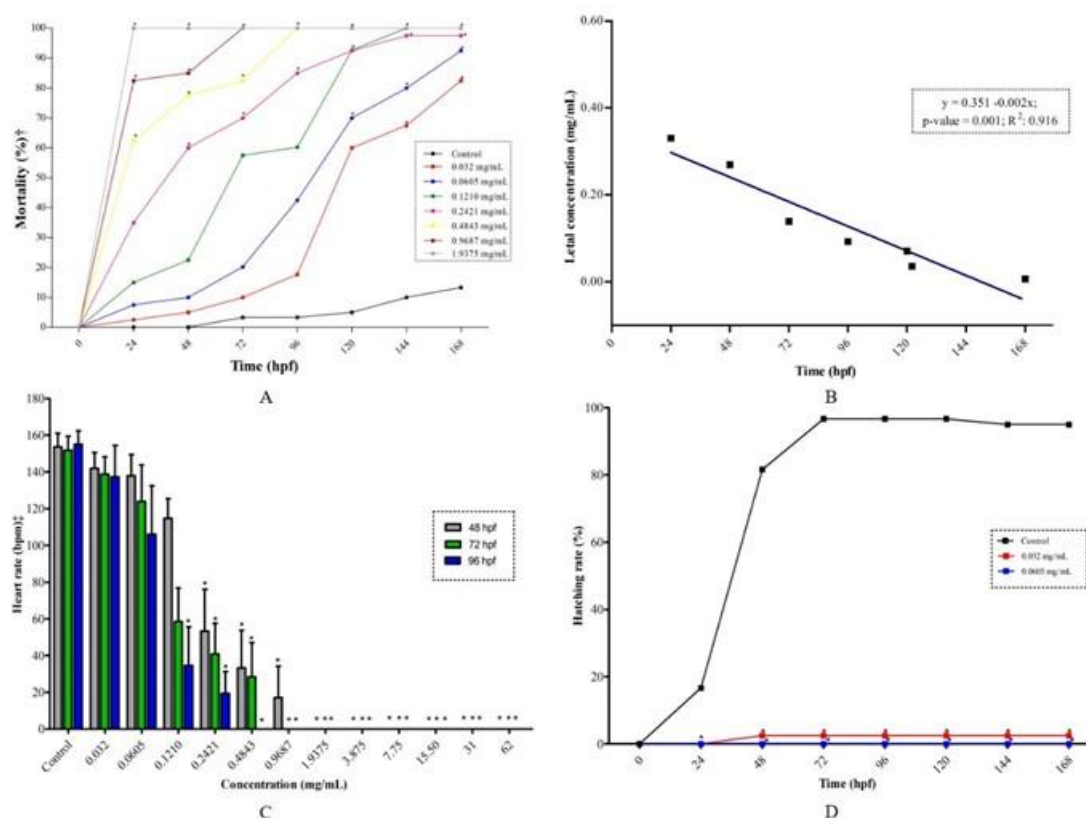 100
90
80
70
60
50
40
30
20
10
0
Mortality (%)†
Control
0.032 mg/mL
0.0605 mg/mL
0.1210 mg/mL
0.2421 mg/mL
0.4843 mg/mL
0.9687 mg/mL
1.9375 mg/mL
0 24 48 72 96 120 144 168
Time (hpf)
A
0.60
0.40
0.20
0.00
Letal concentration (mg/mL)
y = 0.351 -0.002x;
p-value = 0.001; R²: 0.916
0 24 48 72 96 120 144 168
Time (hpf)
B
180
160
140
120
100
80
60
40
20
0
Heart rate (bpm)‡
48 hpf
72 hpf
96 hpf
Control 0.032 0.0605 0.1210 0.2421 0.4843 0.9687 1.9375 3.875 7.75 15.50 31 62
Concentration (mg/mL)
C
100
80
60
40
20
0
Hatching rate (%)
Control
0.032 mg/mL
0.0605 mg/mL
0 24 48 72 96 120 144 168
Time (hpf)
D